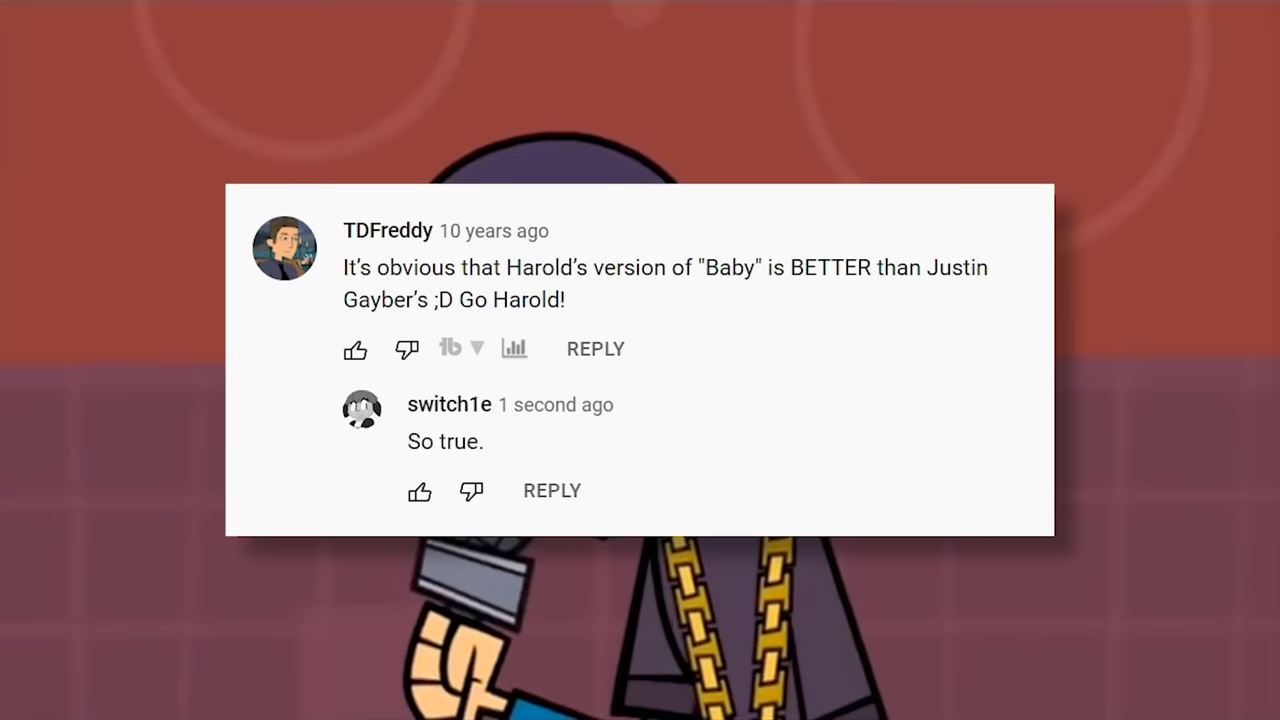 TDFreddy 10 years ago
It’s obvious that Harold’s version of "Baby" is BETTER than Justin
Gayber’s ;D Go Harold!
tb REPLY
switch1e 1 second ago
So true.
REPLY